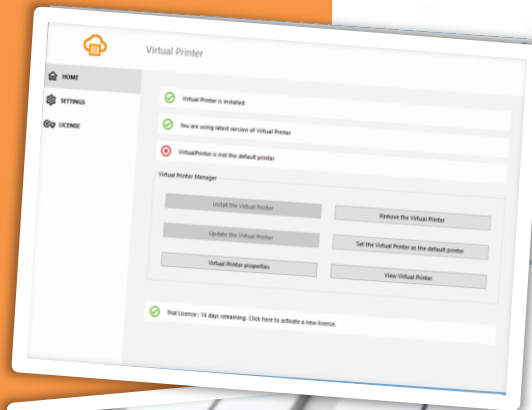 Virtual Printer
HOME
SETTINGS
LICENSE
Virtual Printer is installed
You are using latest version of Virtual Printer
VirtualPrinter is not the default printer
Virtual Printer Manager
Install the Virtual Printer
Remove the Virtual Printer
Update the Virtual Printer
Set the Virtual Printer as the default printer
Virtual Printer properties
View Virtual Printer
Trial License : 14 days remaining. Click here to activate a new license.